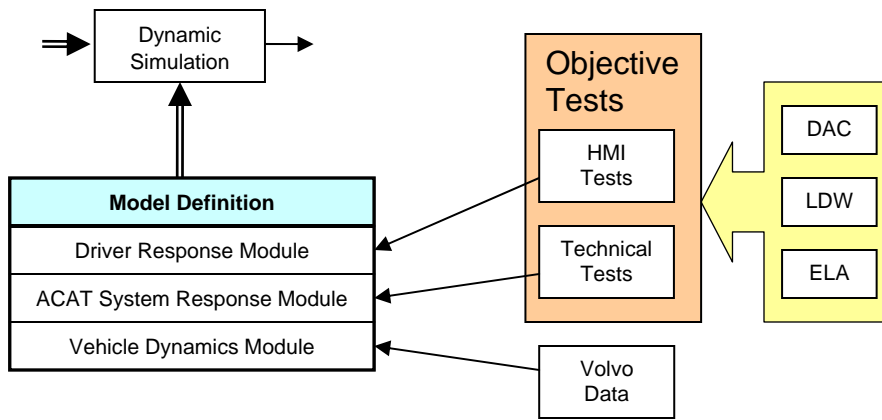 Dynamic
Simulation
Model Definition
Driver Response Module
ACAT System Response Module
Vehicle Dynamics Module
Objective
Tests
HMI
Tests
Technical
Tests
Volvo
Data
DAC
LDW
ELA